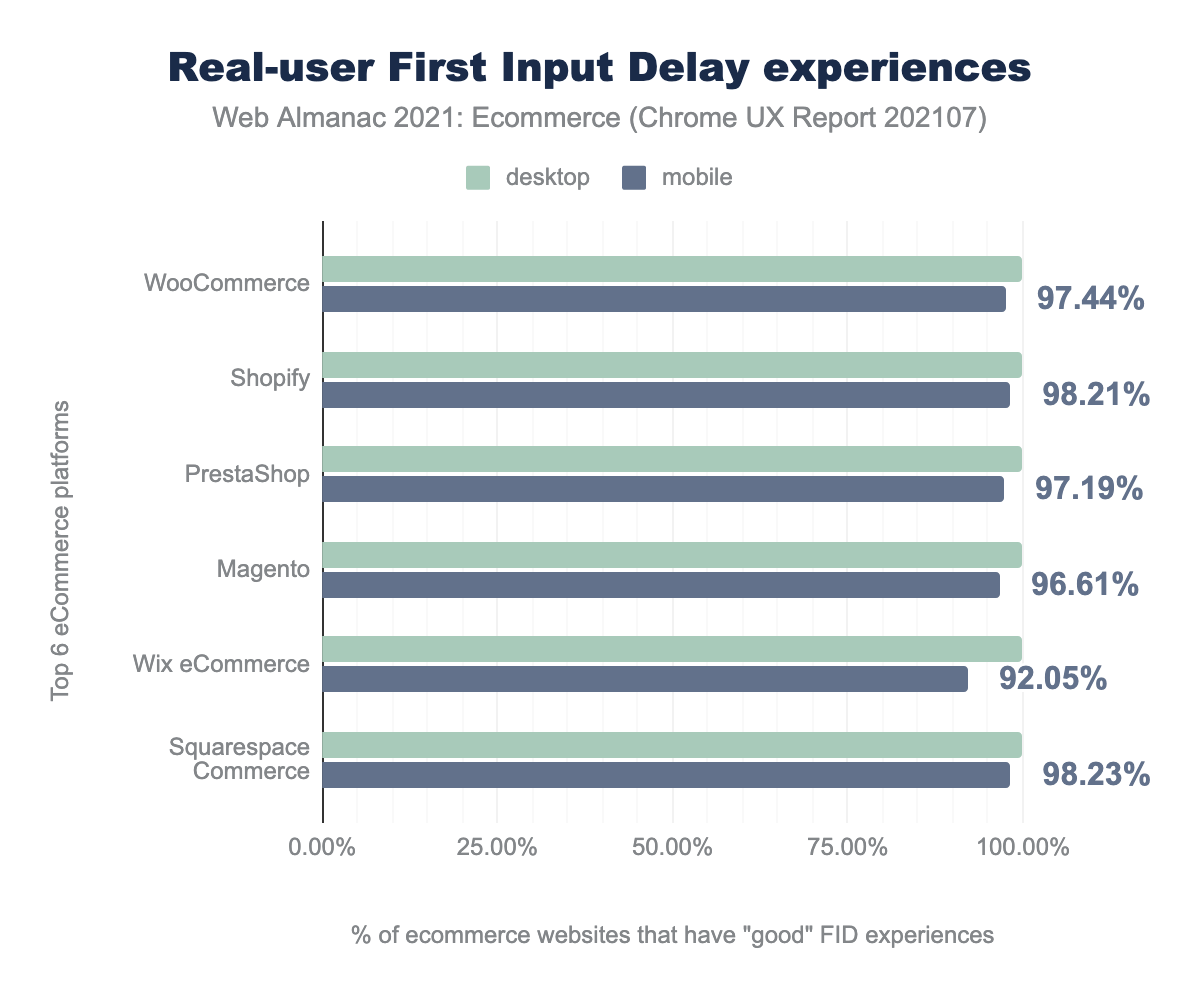 Real-user First Input Delay experiences
Web Almanac 2021: Ecommerce (Chrome UX Report 202107)
desktop
mobile
Top 6 eCommerce platforms
WooCommerce
97.44%
Shopify
98.21%
PrestaShop
97.19%
Magento
96.61%
Wix eCommerce
92.05%
Squarespace
Commerce
98.23%
0.00%
25.00%
50.00%
75.00%
100.00%
% of ecommerce websites that have "good" FID experiences